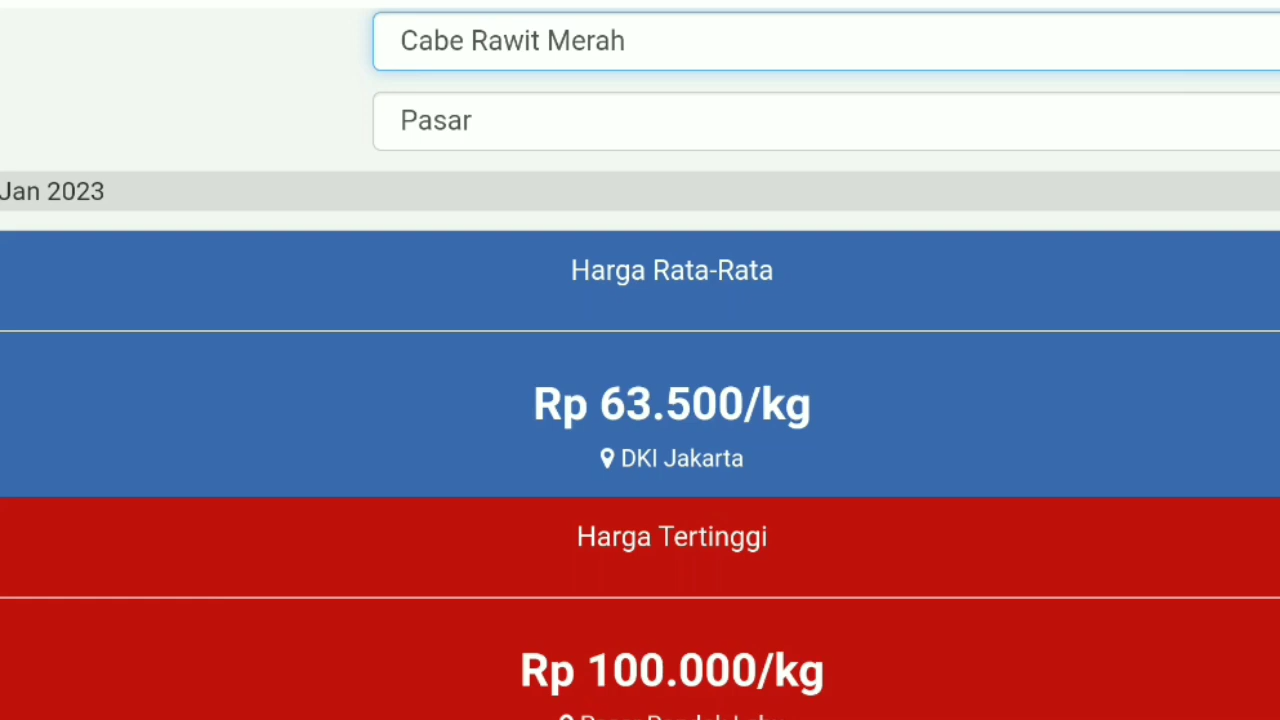 Cabe Rawit Merah
Pasar
Jan 2023
Harga Rata-Rata
Rp 63.500/kg
DKI Jakarta
Harga Tertinggi
Rp 100.000/kg